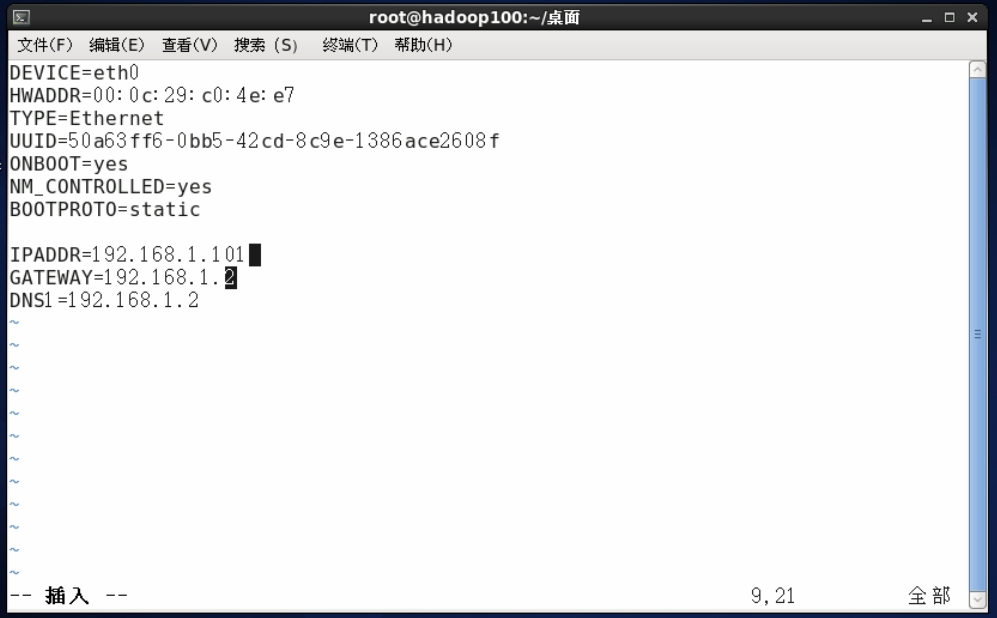 root@hadoop100:~/桌面
文件(F) 编辑(E) 查看(V) 搜索 (S) 终端(T) 帮助(H)
DEVICE=eth0
HWADDR=00:0c:29:c0:4e:e7
TYPE=Ethernet
UUID=50a63ff6-0bb5-42cd-8c9e-1386ace2608f
ONBOOT=yes
NM_CONTROLLED=yes
BOOTPROTO=static
IPADDR=192.168.1.101
GATEWAY=192.168.1.2
DNS1=192.168.1.2
~
~
~
~
~
~
~
~
~
~
~
~
-- 插入 -- 9,21 全部